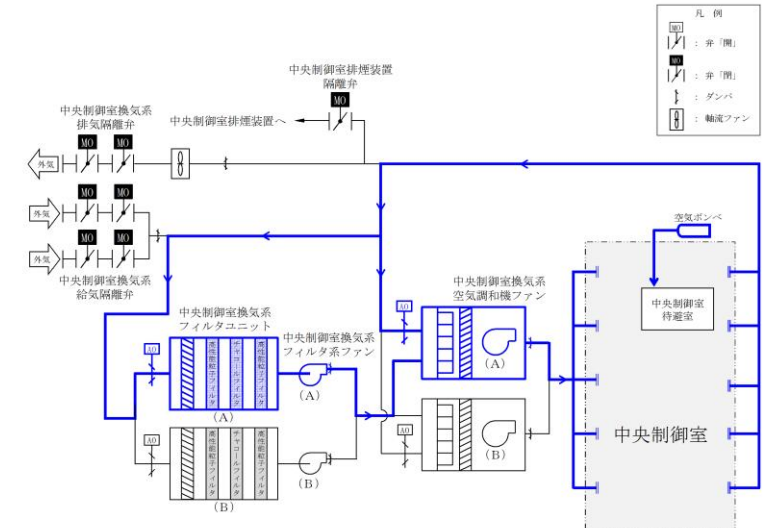 凡 例
MO
: 弁「開」
MO
: 弁「閉」
: ダンパ
: 軸流ファン
中央制御室排煙装置
隔離弁
MO
中央制御室排煙装置へ
中央制御室換気系
排気隔離弁
MO MO
外気
MO MO
外気
MO MO
外気
中央制御室換気系
給気隔離弁
空気ボンベ
中央制御室
待避室
中央制御室
中央制御室換気系
空気調和機ファン
AO
(A)
AO
(B)
中央制御室換気系
フィルタユニット
中央制御室換気系
フィルタ系ファン
AO
高性能粒子フィルタ
チャコールフィルタ
高性能粒子フィルタ
(A)
(A)
AO
高性能粒子フィルタ
チャコールフィルタ
高性能粒子フィルタ
(B)
(B)